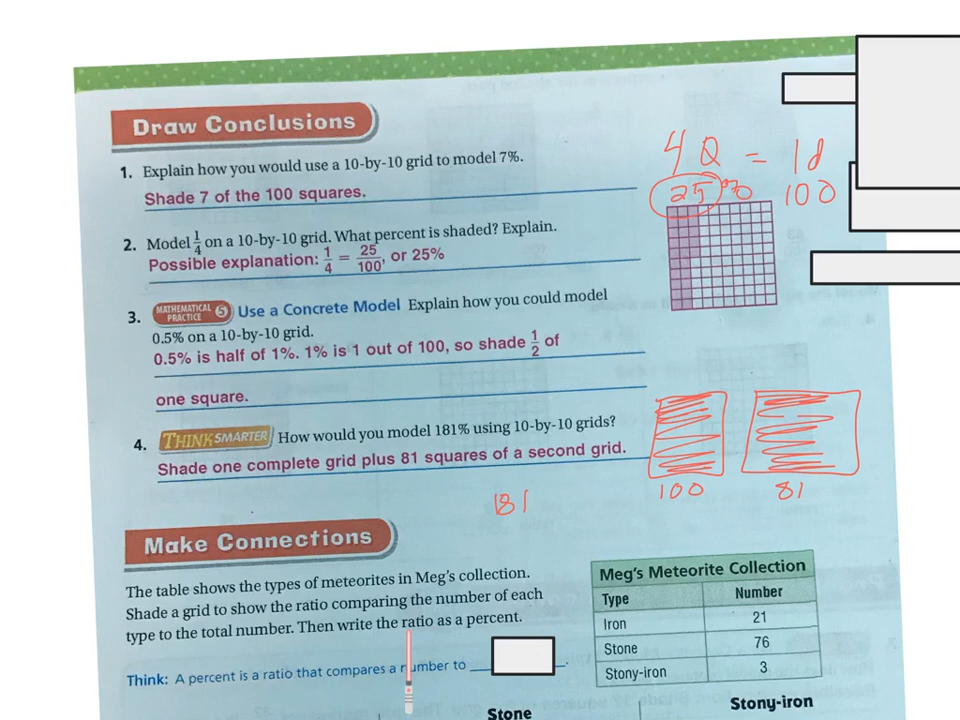 Draw Conclusions
1. Explain how you would use a 10-by-10 grid to model 7%.
Shade 7 of the 100 squares.
4Q = 1d
25 % 100
2. Model 1/4 on a 10-by-10 grid. What percent is shaded? Explain.
Possible explanation: 1/4 = 25/100, or 25%
3. MATHEMATICAL PRACTICE 5 Use a Concrete Model Explain how you could model
0.5% on a 10-by-10 grid.
0.5% is half of 1%. 1% is 1 out of 100, so shade 1/2 of
one square.
4. THINK SMARTER How would you model 181% using 10-by-10 grids?
Shade one complete grid plus 81 squares of a second grid.
181
100 81
Make Connections
The table shows the types of meteorites in Meg's collection.
Shade a grid to show the ratio comparing the number of each
type to the total number. Then write the ratio as a percent.
Think: A percent is a ratio that compares a number to
Meg's Meteorite Collection
Type Number
Iron 21
Stone 76
Stony-iron 3
Stone
Stony-iron